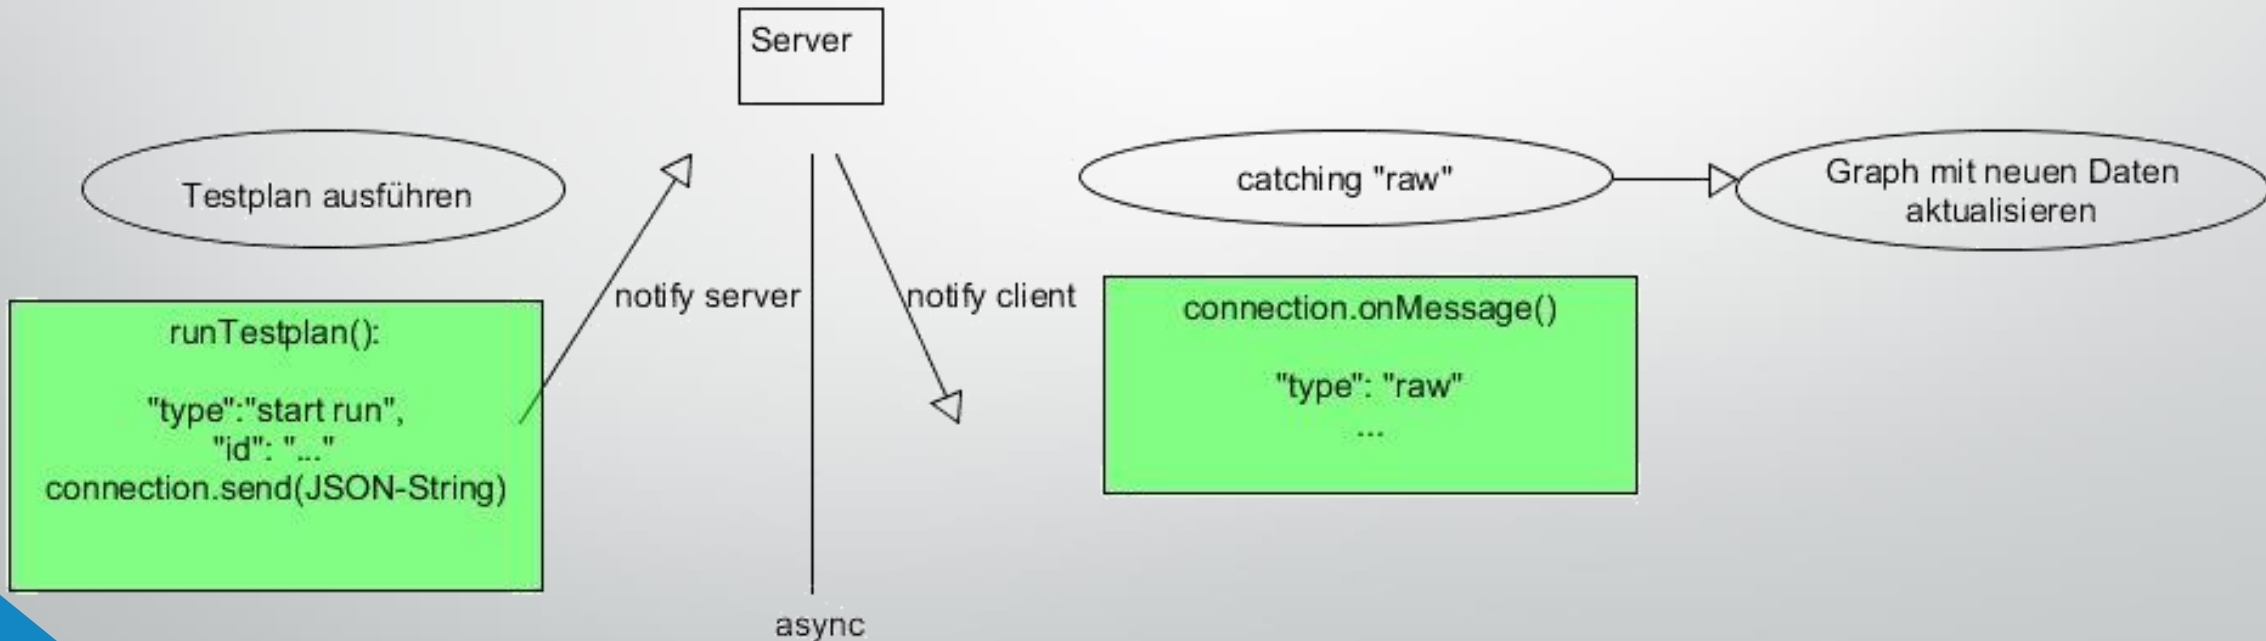 Server
Testplan ausführen
runTestplan():
"type":"start run",
"id": "..."
connection.send(JSON-String)
notify server
async
notify client
catching "raw"
connection.onMessage()
"type": "raw"
...
Graph mit neuen Daten
aktualisieren